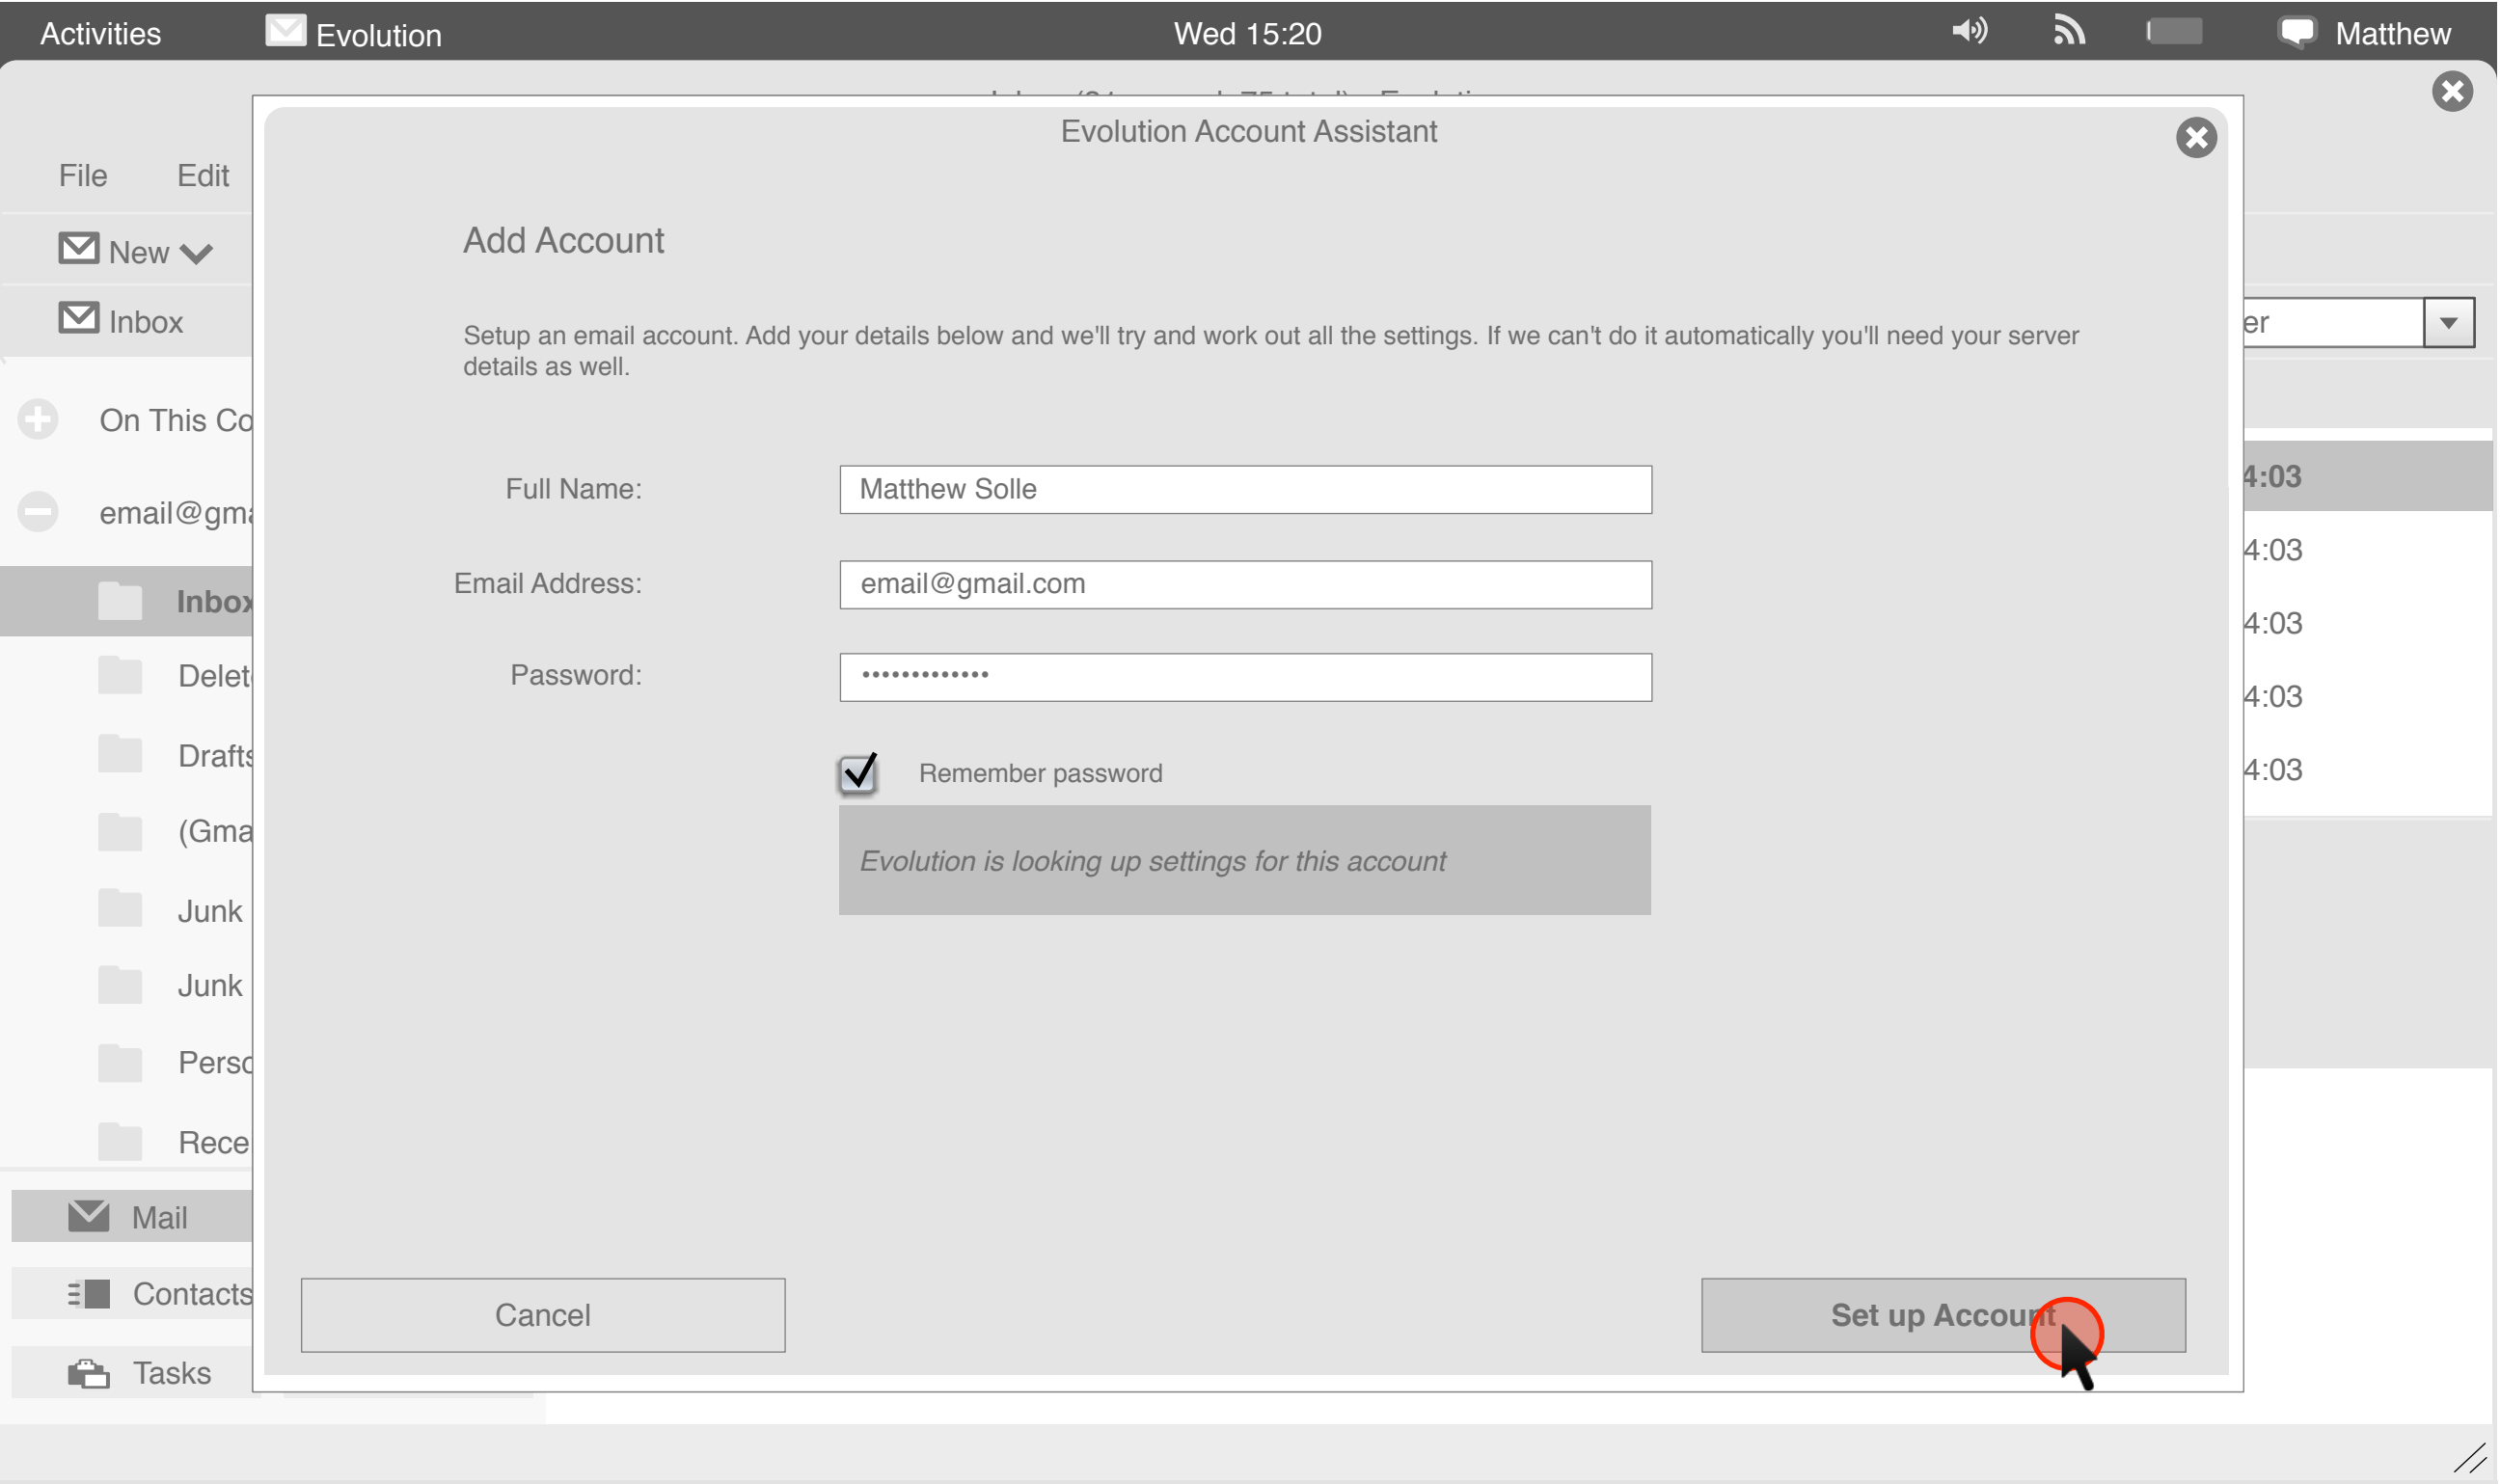 Activities Evolution Wed 15:20 Matthew
Evolution Account Assistant
File Edit
Add Account
New
Inbox
Setup an email account. Add your details below and we'll try and work out all the settings. If we can't do it automatically you'll need your server
details as well.
er
On This Co
Full Name: Matthew Solle
4:03
email@gma
4:03
Email Address: email@gmail.com
Inbox
4:03
Password: •••••••••••••
Delet
4:03
Drafts
Remember password
4:03
(Gma
Evolution is looking up settings for this account
Junk
Junk
Perso
Rece
Mail
Contacts
Cancel
Set up Account
Tasks